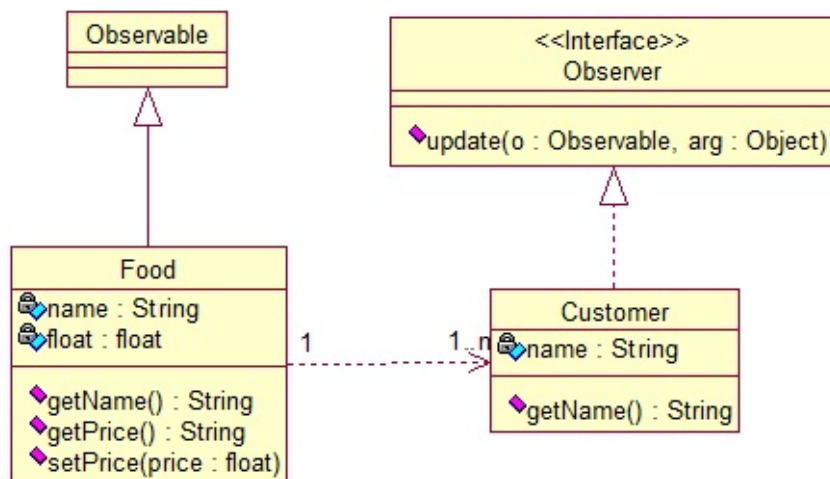 Observable
<<Interface>>
Observer
update(o : Observable, arg : Object)
Food
name : String
float : float
getName() : String
getPrice() : String
setPrice(price : float)
1
1..n
Customer
name : String
getName() : String